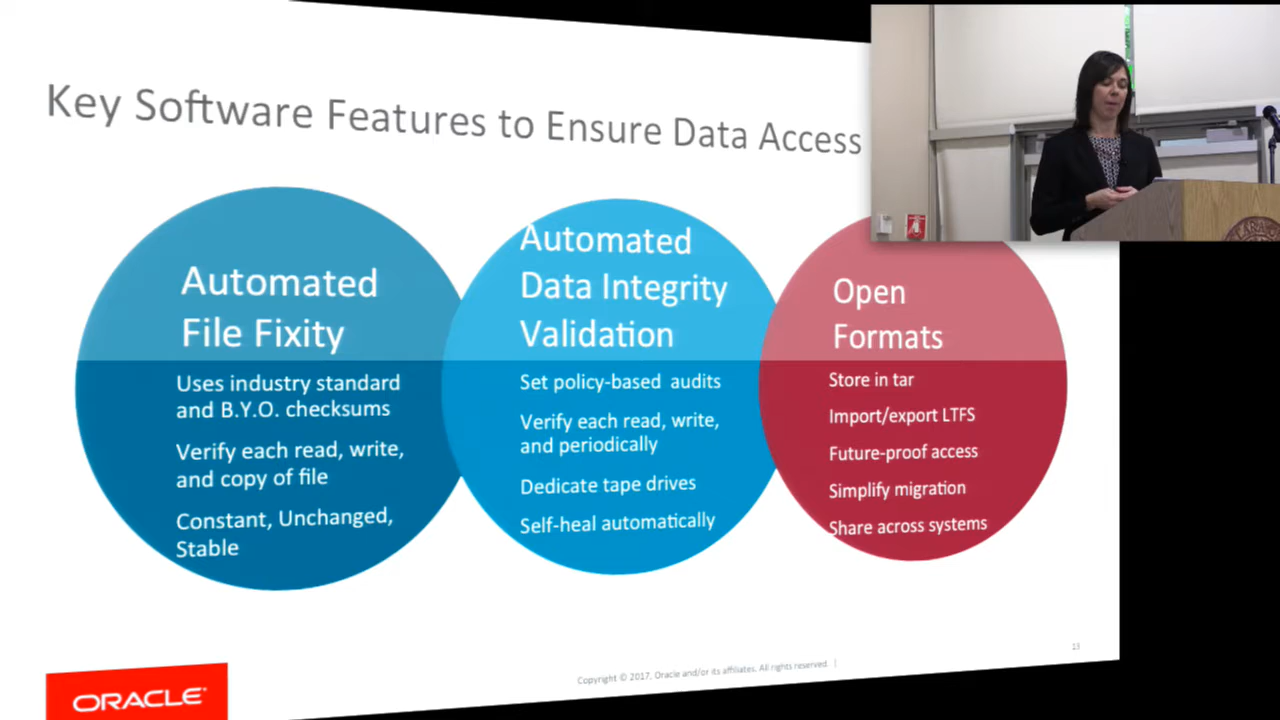 Key Software Features to Ensure Data Access
Automated
File Fixity
Uses industry standard
and B.Y.O. checksums
Verify each read, write,
and copy of file
Constant, Unchanged,
Stable
Automated
Data Integrity
Validation
Set policy-based audits
Verify each read, write,
and periodically
Dedicate tape drives
Self-heal automatically
Open
Formats
Store in tar
Import/export LTFS
Future-proof access
Simplify migration
Share across systems
ORACLE
Copyright © 2017, Oracle and/or its affiliates. All rights reserved. |